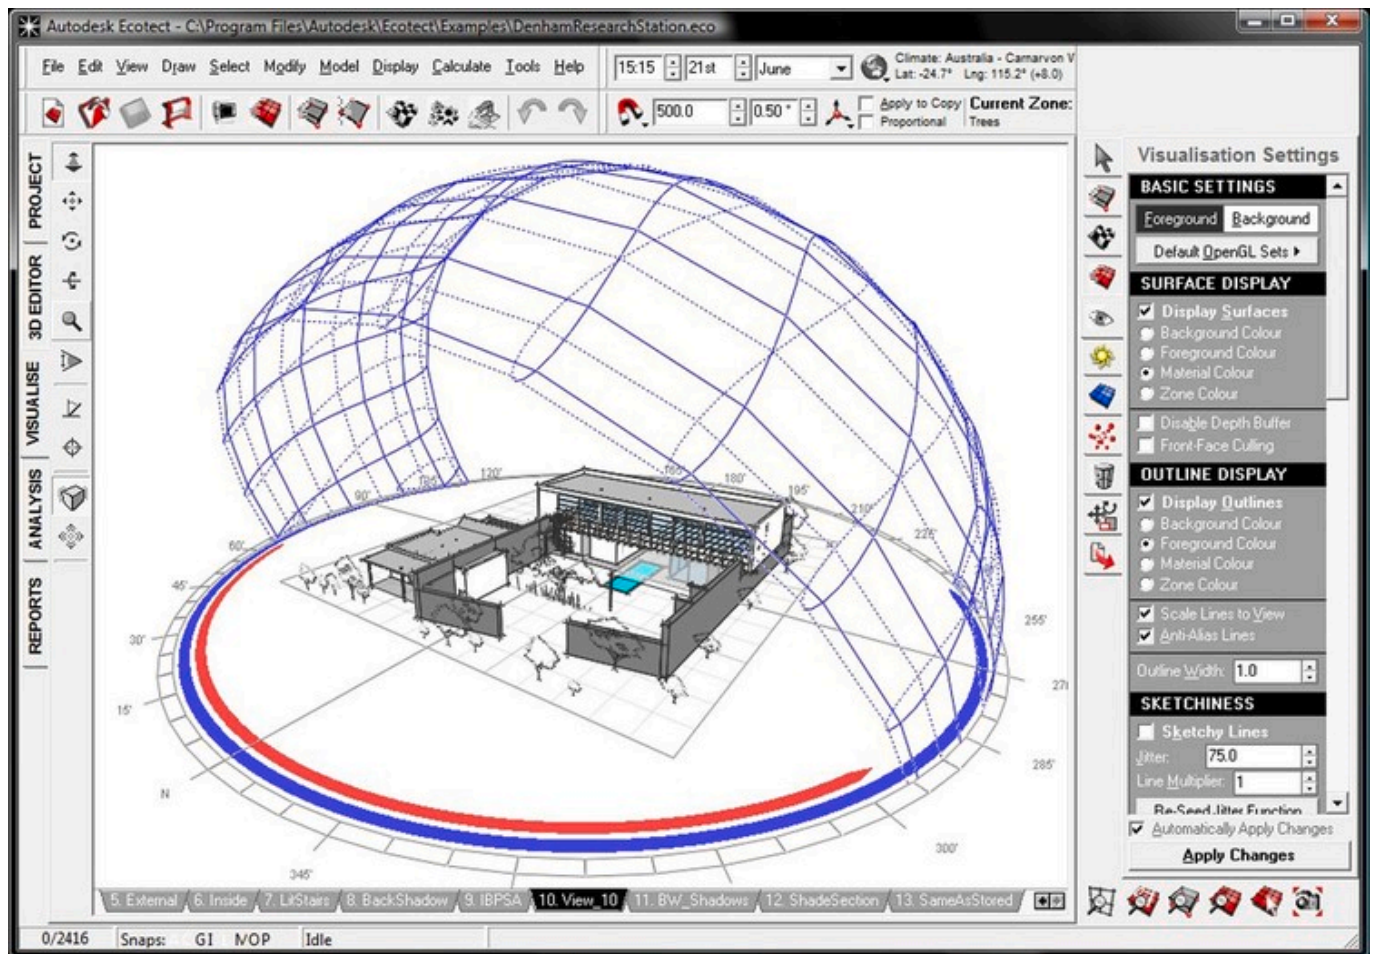 Autodesk Ecotect - C:\Program Files\Autodesk\Ecotect\Examples\DenhamResearchStation.eco
File Edit View Draw Select Modify Model Display Calculate Tools Help
15:15 21st June
Climate: Australia - Carnarvon V
Lat: -24.7° Lng: 115.2° (+8.0)
500.0 0.50 °
Apply to Copy
Proportional
Current Zone:
Trees
PROJECT
3D EDITOR
VISUALISE
ANALYSIS
REPORTS
120°
105°
90°
60°
45°
30°
15°
N
345°
165°
180°
195°
210°
225°
255°
270
285°
300°
Visualisation Settings
BASIC SETTINGS
Foreground Background
Default OpenGL Sets
SURFACE DISPLAY
Display Surfaces
Background Colour
Foreground Colour
Material Colour
Zone Colour
Disable Depth Buffer
Front-Face Culling
OUTLINE DISPLAY
Display Outlines
Background Colour
Foreground Colour
Material Colour
Zone Colour
Scale Lines to View
Anti-Alias Lines
Outline Width: 1.0
SKETCHINESS
Sketchy Lines
Jitter: 75.0
Line Multiplier: 1
Re-Seed Jitter Function
Automatically Apply Changes
Apply Changes
5. External 6. Inside 7. LitStairs 8. BackShadow 9. IBPSA 10. View_10 11. BW_Shadows 12. ShadeSection 13. SameAsStored
0/2416 Snaps: GI MOP Idle